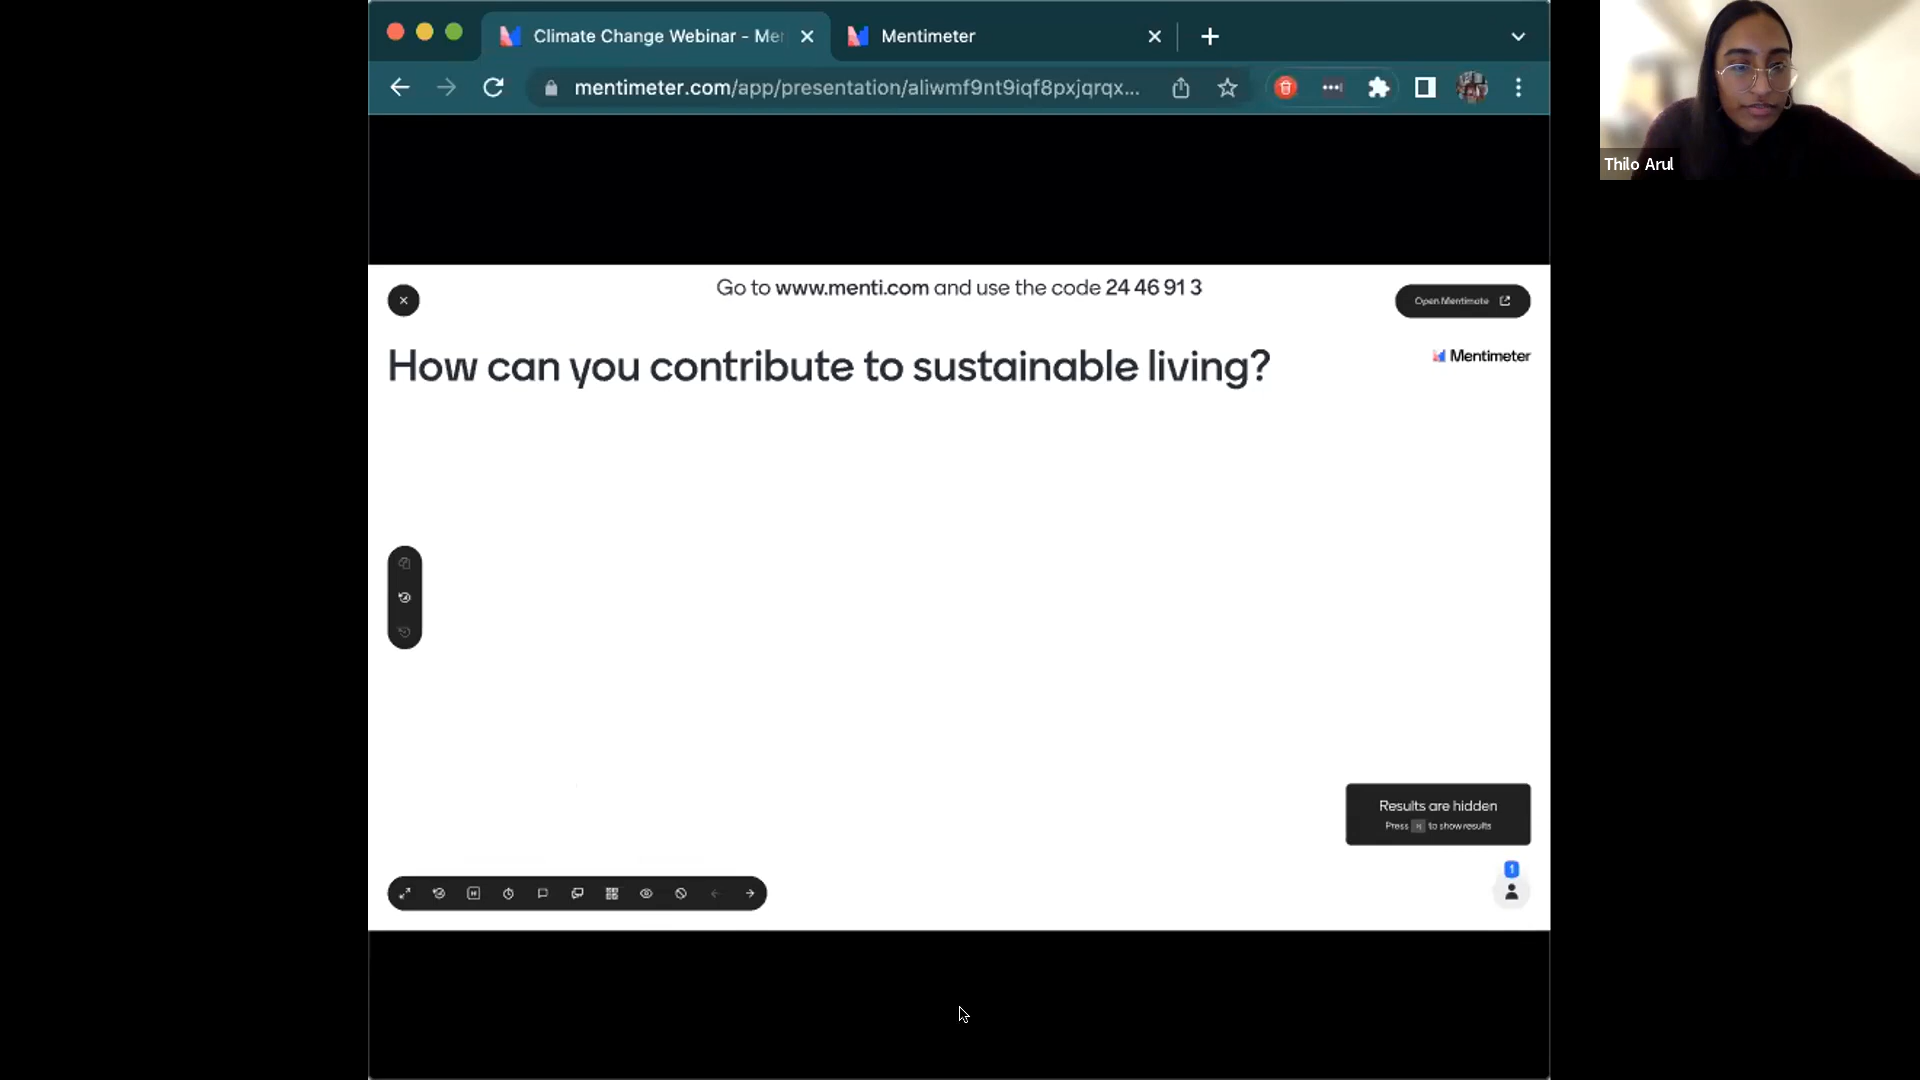 Climate Change Webinar - Me
Mentimeter
mentimeter.com/app/presentation/aliwmf9nt9iqf8pxjqrqx...
Thilo Arul
Go to www.menti.com and use the code 24 46 91 3
Open Mentimote
How can you contribute to sustainable living?
Mentimeter
Results are hidden
Press H to show results
1